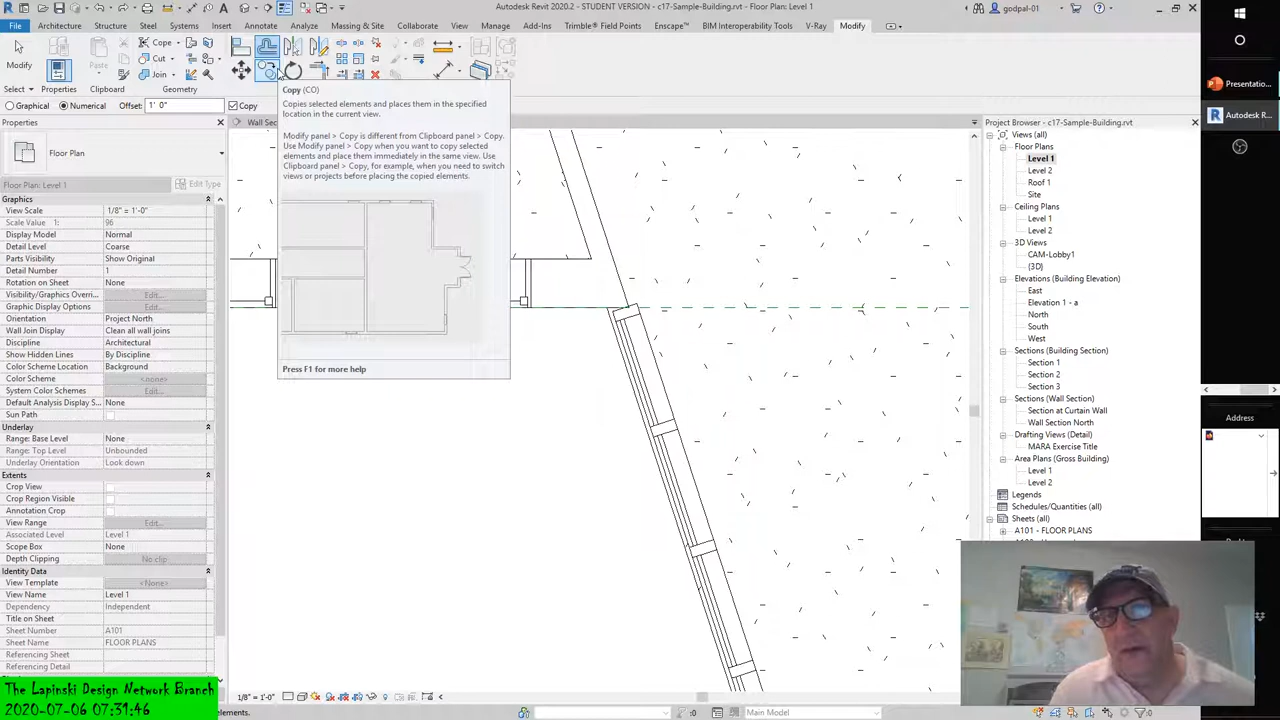 Autodesk Revit 2020.2 - STUDENT VERSION - c17-Sample-Building.rvt - Floor Plan: Level 1
godpal-01
File
Architecture
Structure
Steel
Systems
Insert
Annotate
Analyze
Massing & Site
Collaborate
View
Manage
Add-Ins
Trimble® Field Points
Enscape™
BIM Interoperability Tools
V-Ray
Modify
Modify
Paste
Cope
Cut
Join
Select
Properties
Geometry
Graphical
Numerical
Offset: 1' 0"
Copy
Copy (CO)
Copies selected elements and places them in the specified
location in the current view.
Modify panel > Copy is different from Clipboard panel > Copy.
Use Modify panel > Copy when you want to copy selected
elements and place them immediately in the same view. Use
Clipboard panel > Copy, for example, when you need to switch
views or projects before placing the copied elements.
Press F1 for more help
Properties
Floor Plan
Floor Plan: Level 1
Edit Type
Graphics
View Scale 1/8" = 1'-0"
Scale Value 1: 96
Display Model Normal
Detail Level Coarse
Parts Visibility Show Original
Detail Number 1
Rotation on Sheet None
Visibility/Graphics Overri... Edit...
Graphic Display Options Edit...
Orientation Project North
Wall Join Display Clean all wall joins
Discipline Architectural
Show Hidden Lines By Discipline
Color Scheme Location Background
Color Scheme <none>
System Color Schemes Edit...
Default Analysis Display S... None
Sun Path
Underlay
Range: Base Level None
Range: Top Level Unbounded
Underlay Orientation Look down
Extents
Crop View
Crop Region Visible
Annotation Crop
View Range Edit...
Associated Level Level 1
Scope Box None
Depth Clipping No clip
Identity Data
View Template <None>
View Name Level 1
Dependency Independent
Title on Sheet
Sheet Number A101
Sheet Name FLOOR PLANS
Referencing Sheet
Referencing Detail
The Lapinski Design Network Branch
2020-07-06 07:31:46
elements.
Wall Sec
1/8" = 1'-0"
:0
Main Model
:0
Project Browser - c17-Sample-Building.rvt
Views (all)
Floor Plans
Level 1
Level 2
Roof 1
Site
Ceiling Plans
Level 1
Level 2
3D Views
CAM-Lobby1
{3D}
Elevations (Building Elevation)
East
Elevation 1 - a
North
South
West
Sections (Building Section)
Section 1
Section 2
Section 3
Sections (Wall Section)
Section at Curtain Wall
Wall Section North
Drafting Views (Detail)
MARA Exercise Title
Area Plans (Gross Building)
Level 1
Level 2
Legends
Schedules/Quantities (all)
Sheets (all)
A101 - FLOOR PLANS
Presentatio...
Autodesk R...
Address